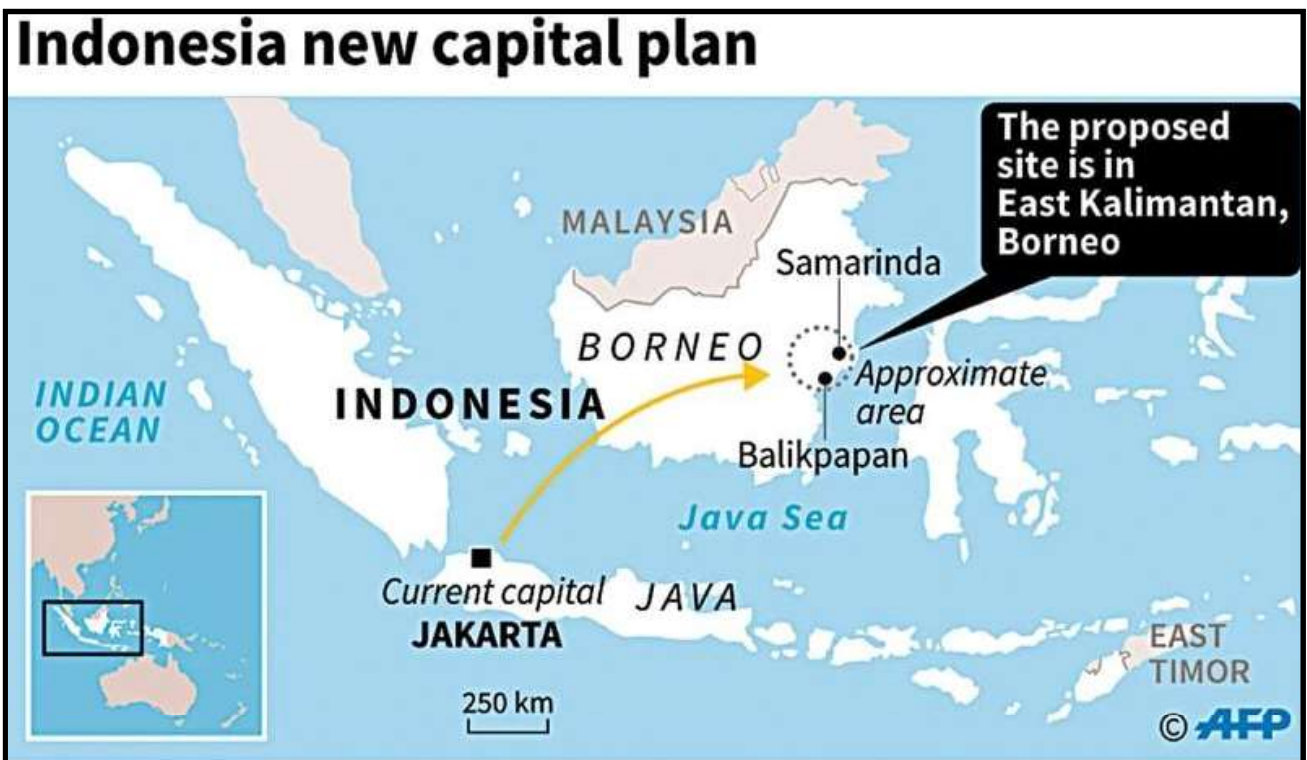 Indonesia new capital plan
The proposed
site is in
East Kalimantan,
Borneo
MALAYSIA
Samarinda
BORNEO
Approximate
area
INDIAN
OCEAN
INDONESIA
Balikpapan
Java Sea
Current capital
JAKARTA
JAVA
EAST
TIMOR
250 km
© AFP